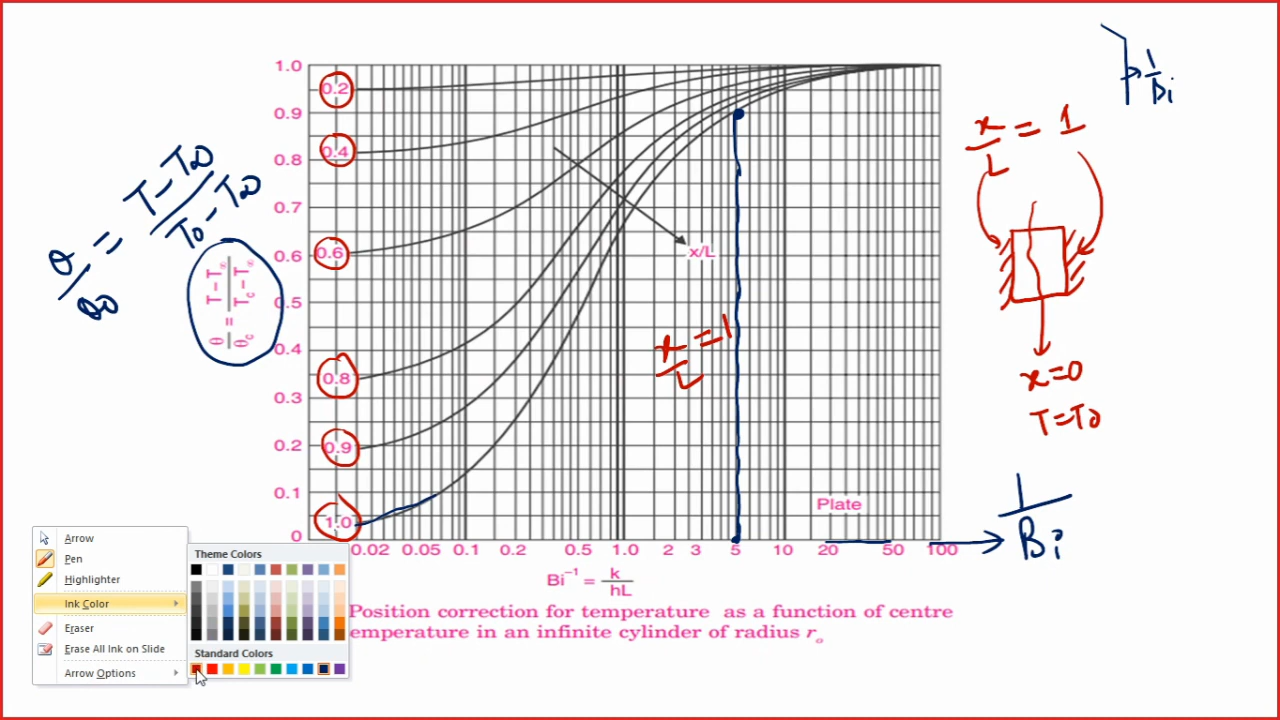 1/Bi
x/L = 1
θ/θ0 = T-T∞/T0-T∞
θ/θc = T - T∞/Tc - T∞
1.0
0.9
0.8
0.7
0.6
0.5
0.4
0.3
0.2
0.1
0
0.2
0.4
0.6
0.8
0.9
1.0
x/L
x/L = 1
x=0
T=T0
Plate
1/Bi
0.02 0.05 0.1 0.2 0.5 1.0 2 3 5 10 20 50 100
Bi⁻¹ = k/hL
Position correction for temperature as a function of centre
emperature in an infinite cylinder of radius rₒ
Arrow
Pen
Highlighter
Ink Color
Eraser
Erase All Ink on Slide
Arrow Options
Theme Colors
Standard Colors